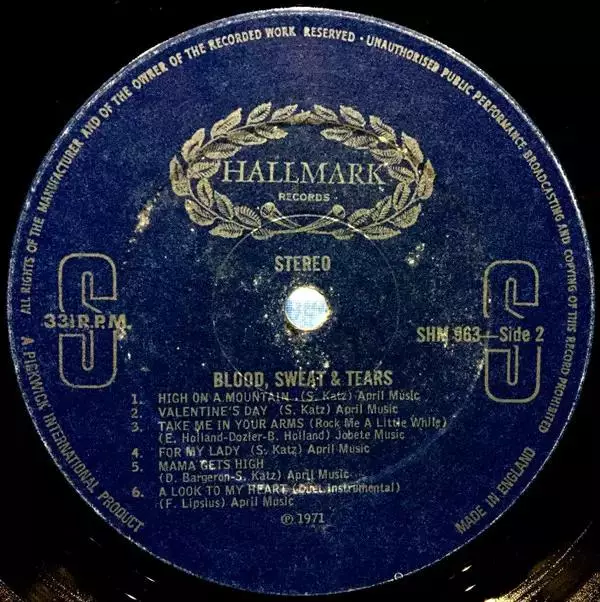 ALL RIGHTS OF THE MANUFACTURER AND OF THE OWNER OF THE RECORDED WORK RESERVED · UNAUTHORISED PUBLIC PERFORMANCE BROADCASTING AND COPYING OF THIS RECORD PROHIBITED
HALLMARK
RECORDS
STEREO
S
S
33⅓ R.P.M.
SHM 963—Side 2
BLOOD, SWEAT & TEARS
1. HIGH ON A MOUNTAIN (S. Katz) April Music
2. VALENTINE'S DAY (S. Katz) April Music
3. TAKE ME IN YOUR ARMS (Rock Me A Little While)
(E. Holland-Dozier-B. Holland) Jobete Music
4. FOR MY LADY (S. Katz) April Music
5. MAMA GETS HIGH
(D. Bargeron-S. Katz) April Music
6. A LOOK TO MY HEART (Duet Instrumental)
(F. Lipsius) April Music
℗ 1971
A PICKWICK INTERNATIONAL PRODUCT
MADE IN ENGLAND